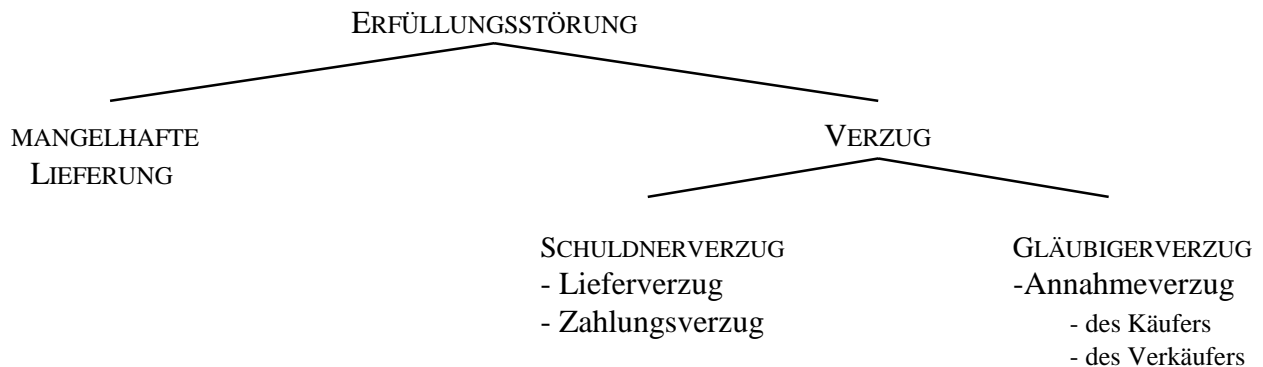 ERFÜLLUNGSSTÖRUNG
MANGELHAFTE
LIEFERUNG
VERZUG
SCHULDNERVERZUG
- Lieferverzug
- Zahlungsverzug
GLÄUBIGERVERZUG
-Annahmeverzug
- des Käufers
- des Verkäufers